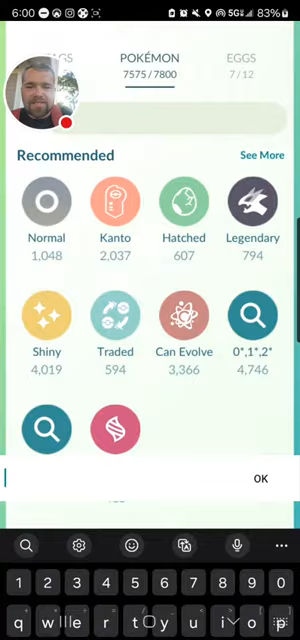 6:00 5G 83%
TAGS POKÉMON EGGS
7575 / 7800 7 / 12
Recommended See More
Normal Kanto Hatched Legendary
1,048 2,037 607 794
Shiny Traded Can Evolve 0*,1*,2*
4,019 594 3,366 4,746
OK
1 2 3 4 5 6 7 8 9 0
q w e r t y u i o p